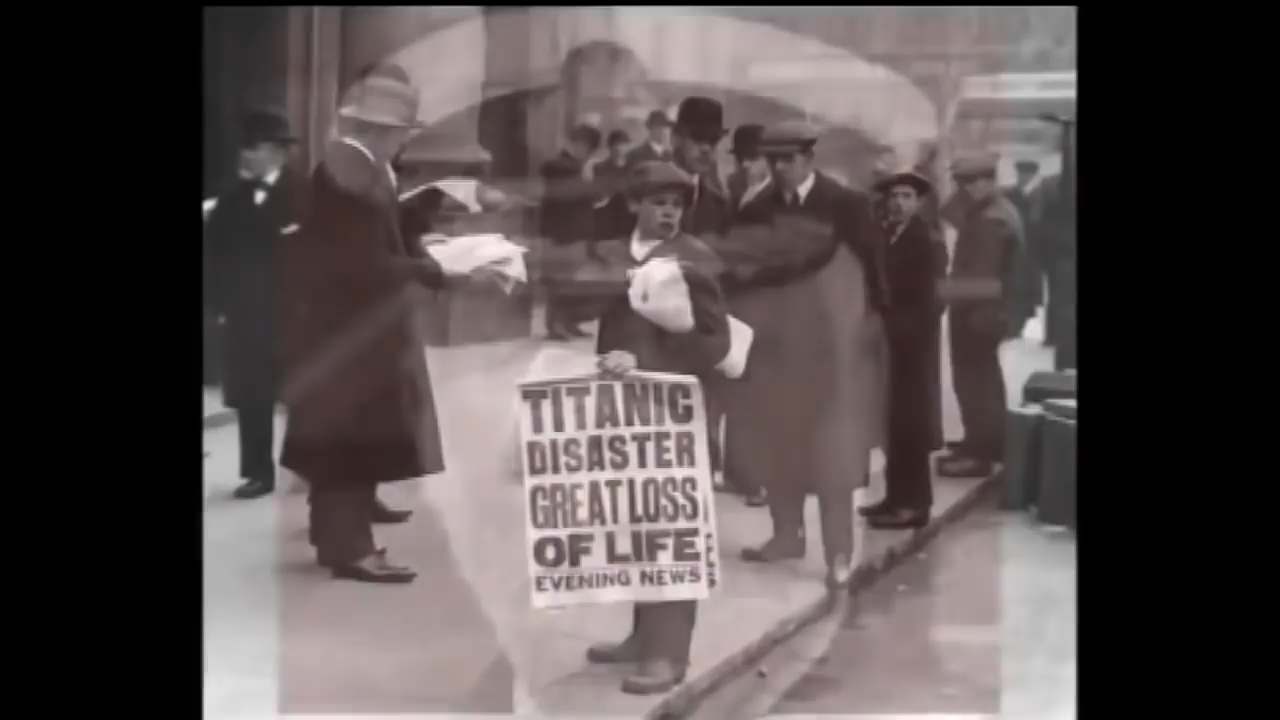 TITANIC
DISASTER
GREAT LOSS
OF LIFE
EVENING NEWS